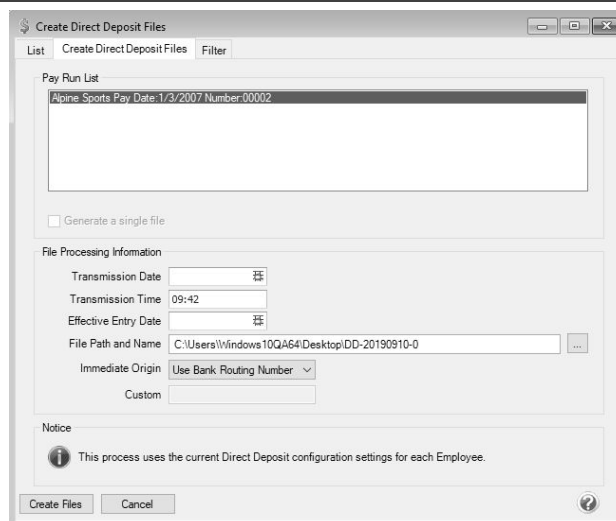 Create Direct Deposit Files
List Create Direct Deposit Files Filter
Pay Run List
Alpine Sports Pay Date:1/3/2007 Number:00002
Generate a single file
File Processing Information
Transmission Date
Transmission Time 09:42
Effective Entry Date
File Path and Name C:\Users\Windows10QA64\Desktop\DD-20190910-0 ...
Immediate Origin Use Bank Routing Number
Custom
Notice
This process uses the current Direct Deposit configuration settings for each Employee.
Create Files Cancel